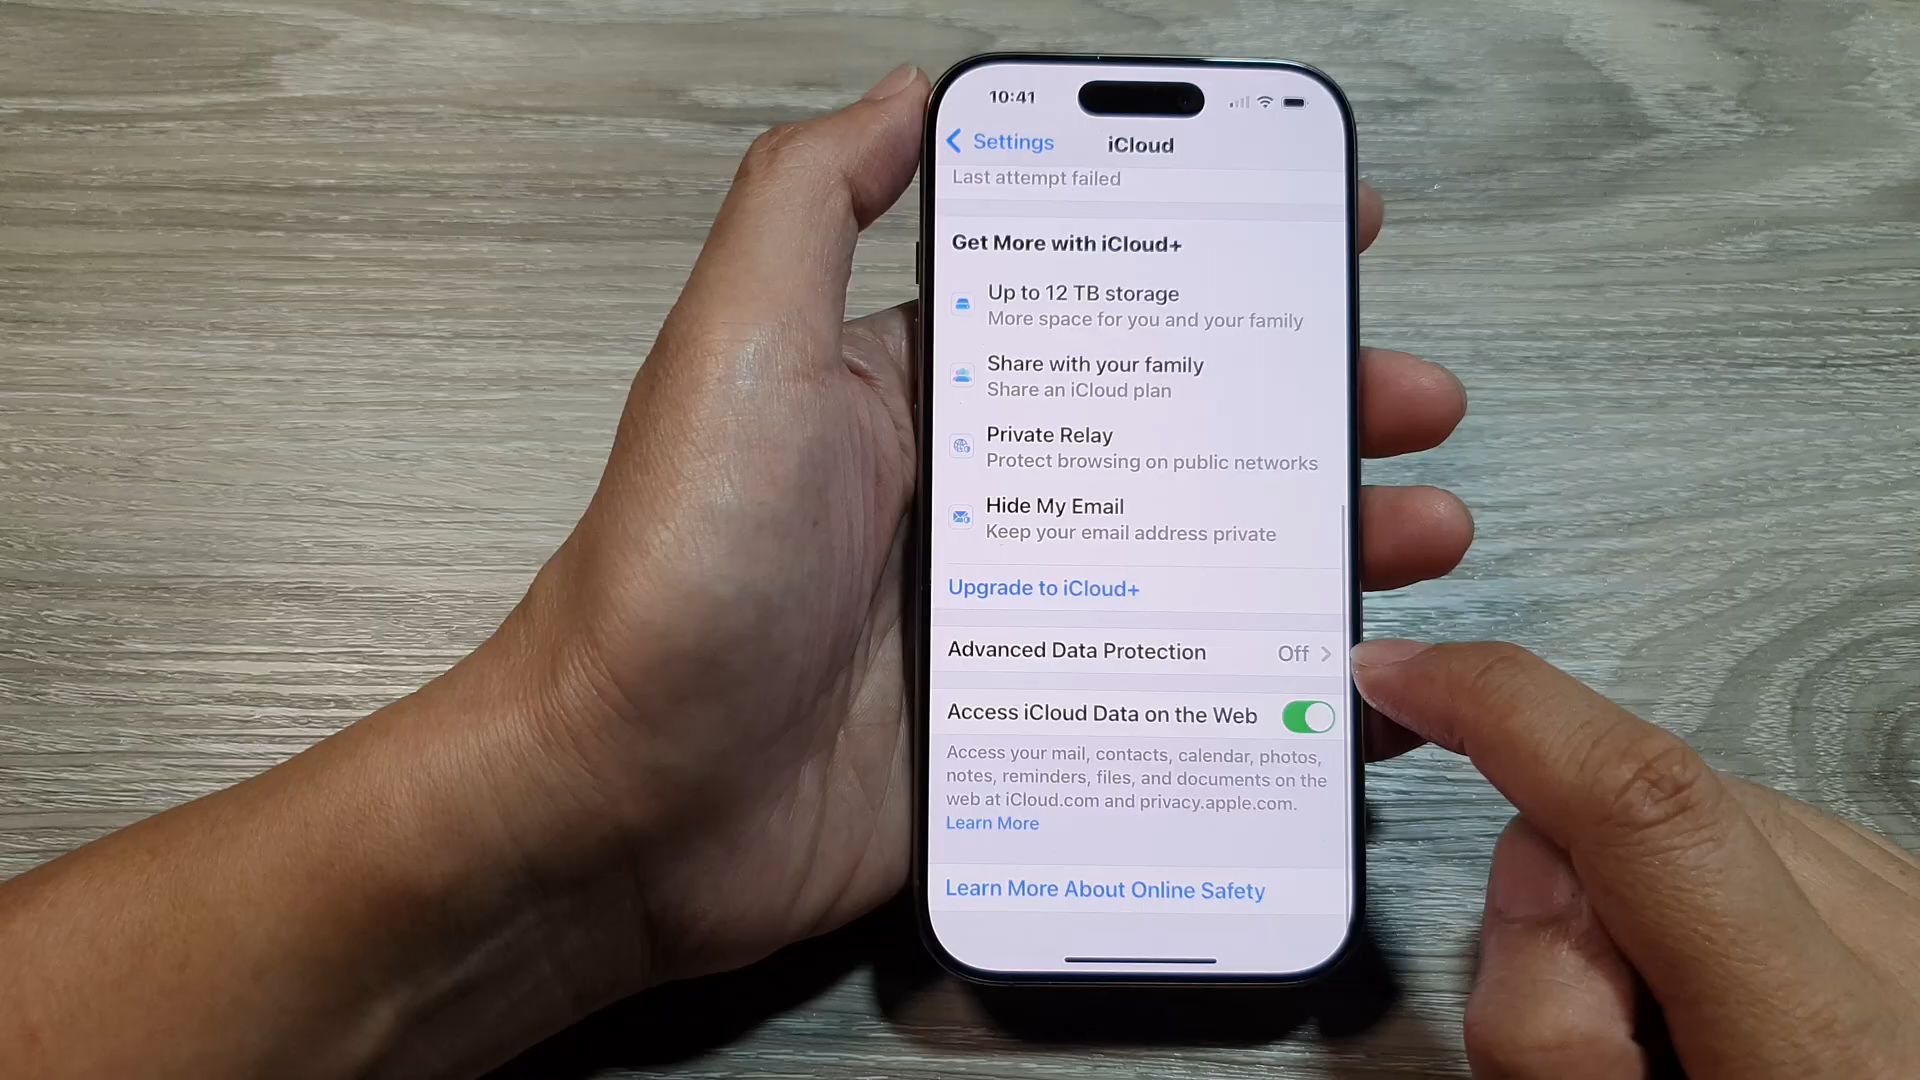 10:41
Settings
iCloud
Last attempt failed
Get More with iCloud+
Up to 12 TB storage
More space for you and your family
Share with your family
Share an iCloud plan
Private Relay
Protect browsing on public networks
Hide My Email
Keep your email address private
Upgrade to iCloud+
Advanced Data Protection Off
Access iCloud Data on the Web
Access your mail, contacts, calendar, photos,
notes, reminders, files, and documents on the
web at iCloud.com and privacy.apple.com.
Learn More
Learn More About Online Safety